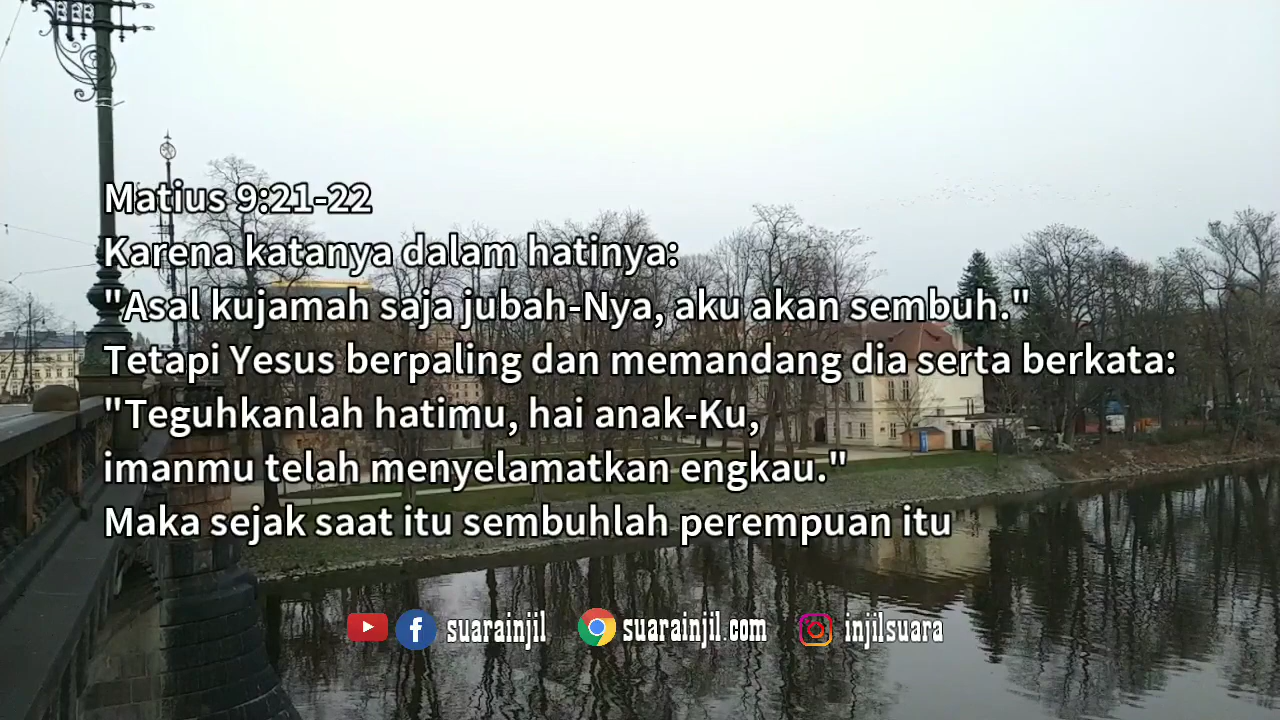 Matius 9:21-22
Karena katanya dalam hatinya:
"Asal kujamah saja jubah-Nya, aku akan sembuh."
Tetapi Yesus berpaling dan memandang dia serta berkata:
"Teguhkanlah hatimu, hai anak-Ku,
imanmu telah menyelamatkan engkau."
Maka sejak saat itu sembuhlah perempuan itu
suarainjil suarainjil.com injilsuara